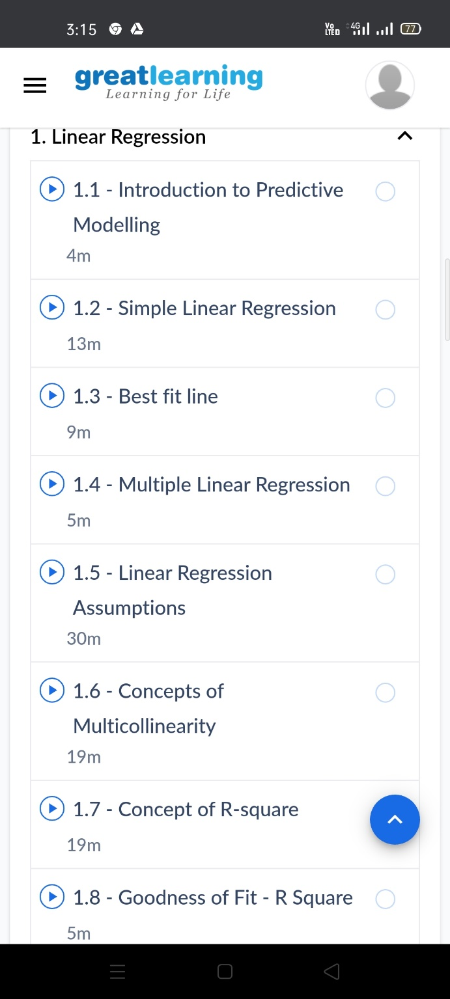 3:15 Vo LTE 4G 77
greatlearning
Learning for Life
1. Linear Regression
1.1 - Introduction to Predictive
Modelling
4m
1.2 - Simple Linear Regression
13m
1.3 - Best fit line
9m
1.4 - Multiple Linear Regression
5m
1.5 - Linear Regression
Assumptions
30m
1.6 - Concepts of
Multicollinearity
19m
1.7 - Concept of R-square
19m
1.8 - Goodness of Fit - R Square
5m